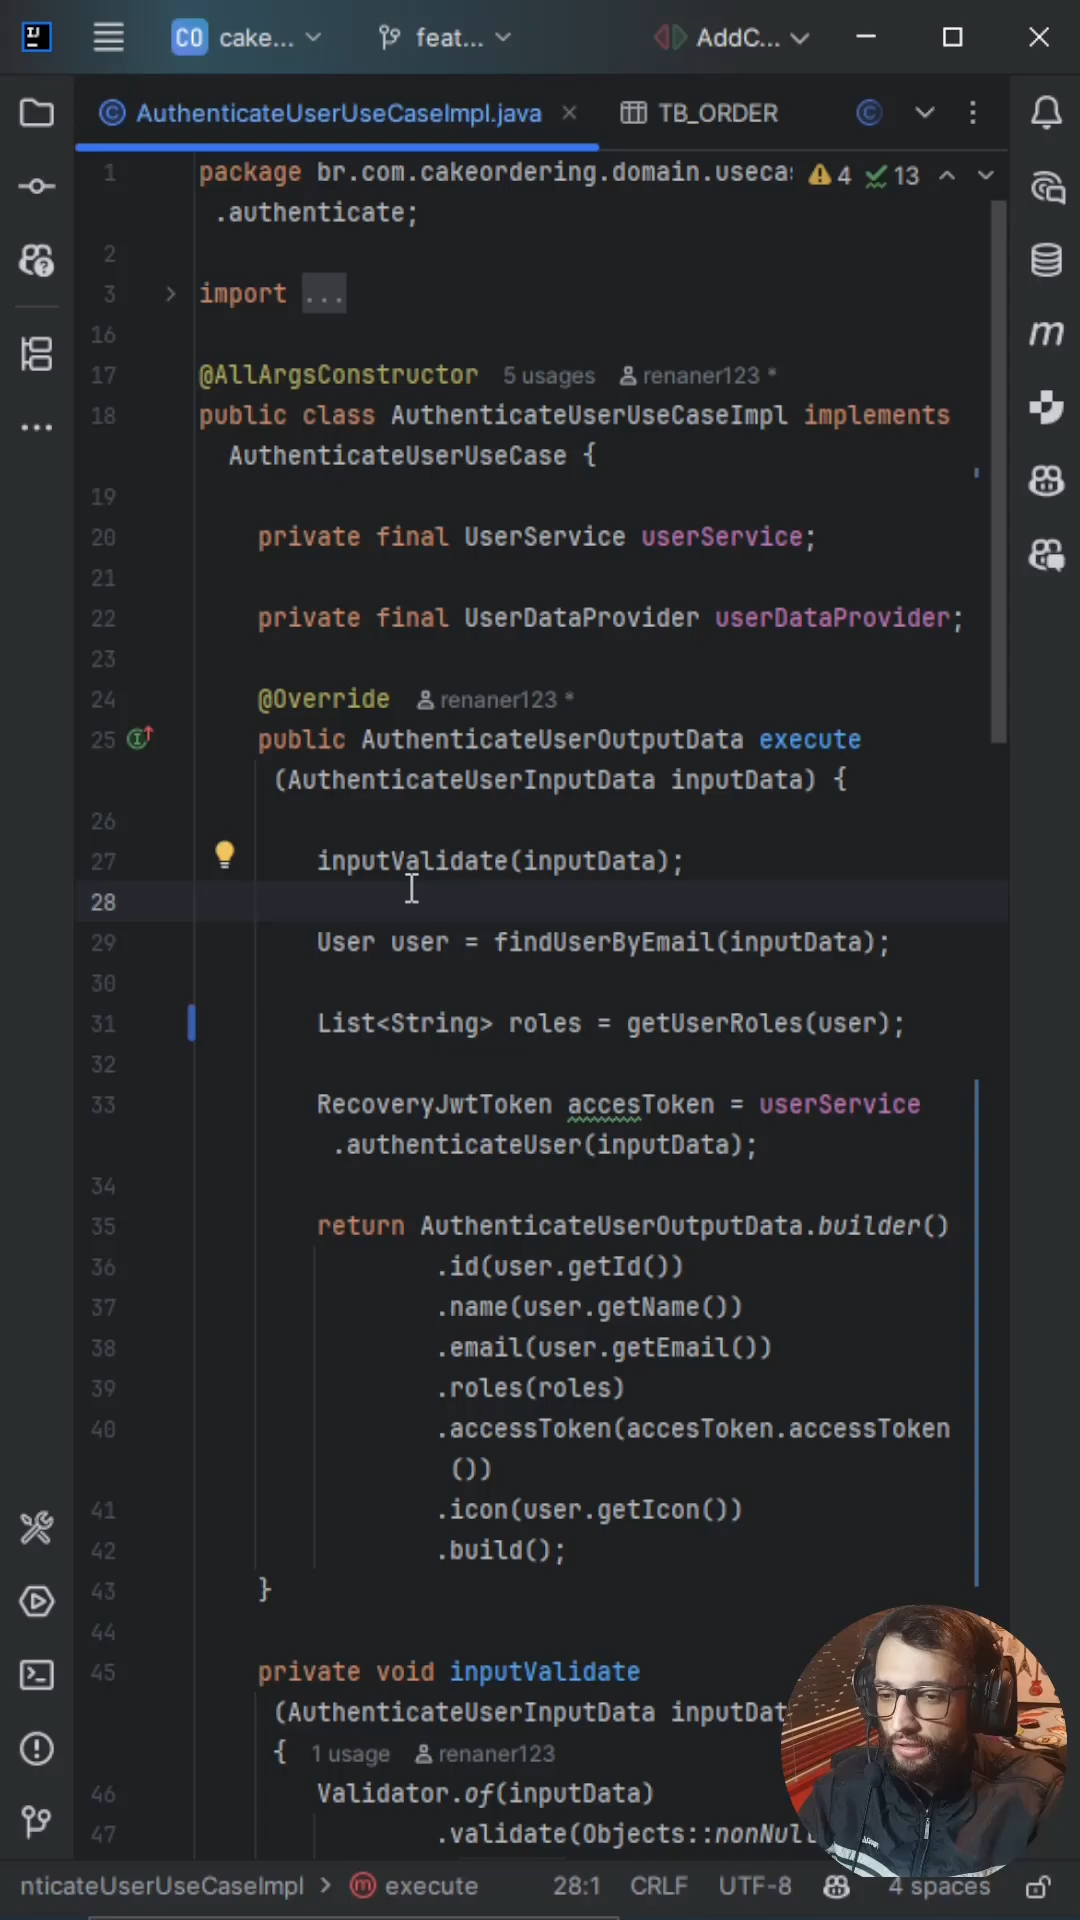 CO cake... feat... AddC...
AuthenticateUserUseCaseImpl.java TB_ORDER
1 package br.com.cakeordering.domain.useca 4 13
.authenticate;
2
3 import ...
16
17 @AllArgsConstructor 5 usages renaner123 *
18 public class AuthenticateUserUseCaseImpl implements
AuthenticateUserUseCase {
19
20 private final UserService userService;
21
22 private final UserDataProvider userDataProvider;
23
24 @Override renaner123 *
25 public AuthenticateUserOutputData execute
(AuthenticateUserInputData inputData) {
26
27 inputValidate(inputData);
28
29 User user = findUserByEmail(inputData);
30
31 List<String> roles = getUserRoles(user);
32
33 RecoveryJwtToken accesToken = userService
.authenticateUser(inputData);
34
35 return AuthenticateUserOutputData.builder()
36 .id(user.getId())
37 .name(user.getName())
38 .email(user.getEmail())
39 .roles(roles)
40 .accessToken(accesToken.accessToken
())
41 .icon(user.getIcon())
42 .build();
43 }
44
45 private void inputValidate
(AuthenticateUserInputData inputDat
{ 1 usage renaner123
46 Validator.of(inputData)
47 .validate(Objects::nonNull
nticateUserUseCaseImpl > m execute 28:1 CRLF UTF-8 4 spaces